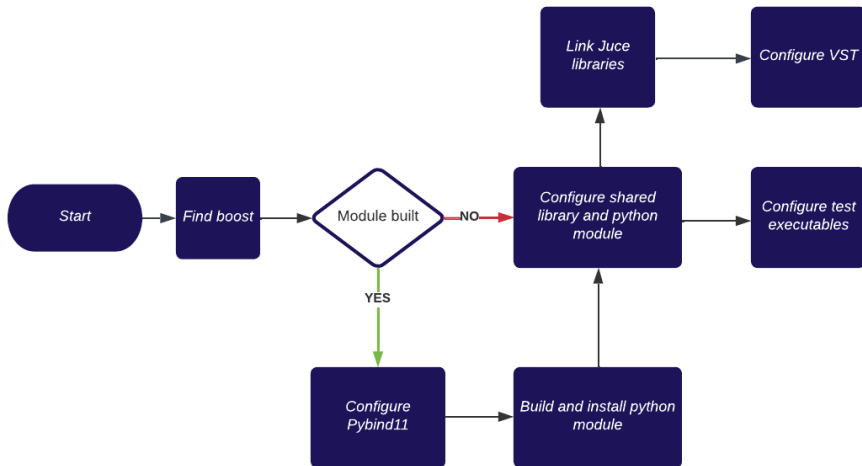 Link Juce
libraries
Configure VST
Start
Find boost
Module built
NO
Configure shared
library and python
module
Configure test
executables
YES
Configure
Pybind11
Build and install python
module